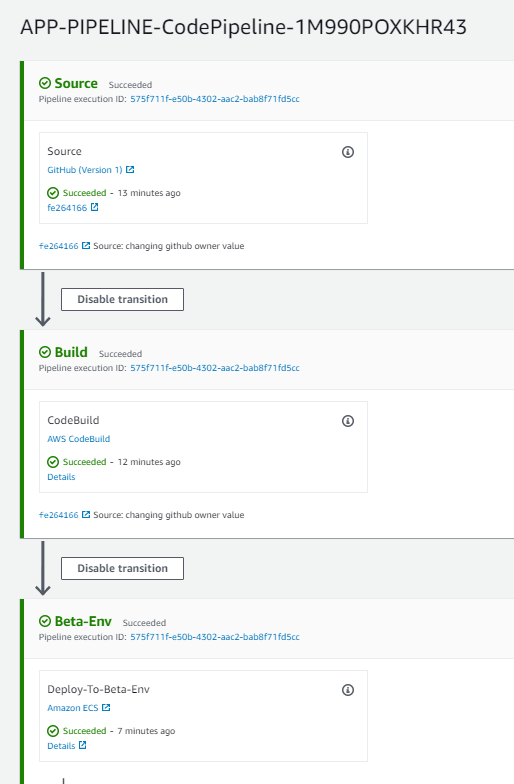 APP-PIPELINE-CodePipeline-1M990POXKHR43
Source Succeeded
Pipeline execution ID: 575f711f-e50b-4302-aac2-bab8f71fd5cc
Source
GitHub (Version 1)
Succeeded - 13 minutes ago
fe264166
fe264166 Source: changing github owner value
Disable transition
Build Succeeded
Pipeline execution ID: 575f711f-e50b-4302-aac2-bab8f71fd5cc
CodeBuild
AWS CodeBuild
Succeeded - 12 minutes ago
Details
fe264166 Source: changing github owner value
Disable transition
Beta-Env Succeeded
Pipeline execution ID: 575f711f-e50b-4302-aac2-bab8f71fd5cc
Deploy-To-Beta-Env
Amazon ECS
Succeeded - 7 minutes ago
Details